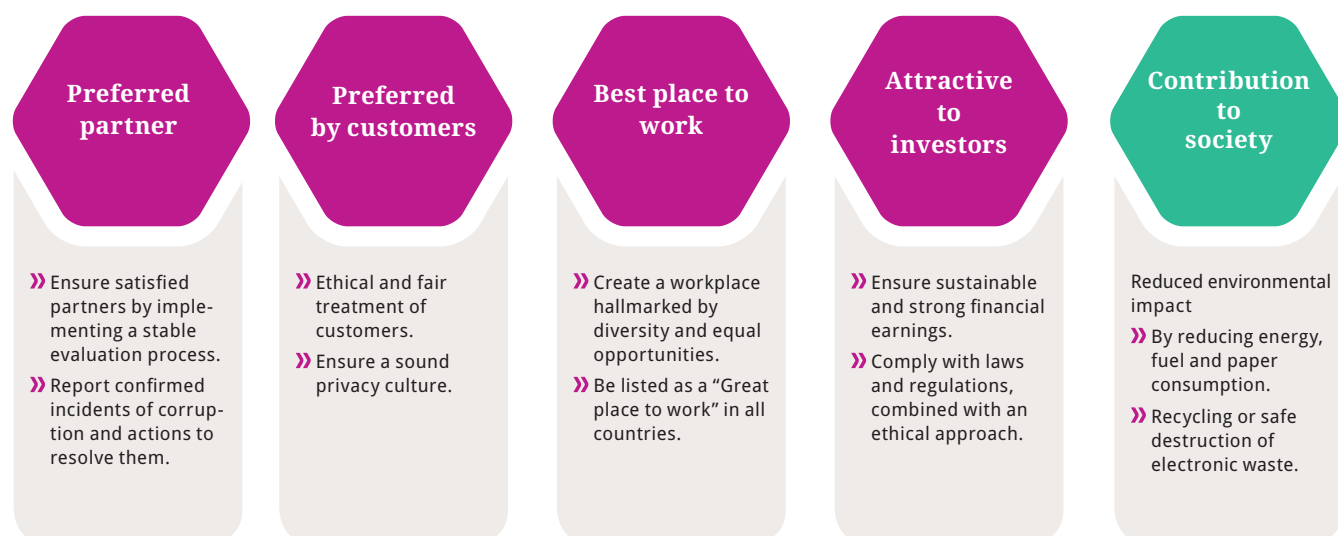 Preferred
partner
» Ensure satisfied
partners by imple-
menting a stable
evaluation process.
» Report confirmed
incidents of corrup-
tion and actions to
resolve them.
Preferred
by customers
» Ethical and fair
treatment of
customers.
» Ensure a sound
privacy culture.
Best place to
work
» Create a workplace
hallmarked by
diversity and equal
opportunities.
» Be listed as a “Great
place to work” in all
countries.
Attractive
to
investors
» Ensure sustainable
and strong financial
earnings.
» Comply with laws
and regulations,
combined with an
ethical approach.
Contribution
to
society
Reduced environmental
impact
» By reducing energy,
fuel and paper
consumption.
» Recycling or safe
destruction of
electronic waste.